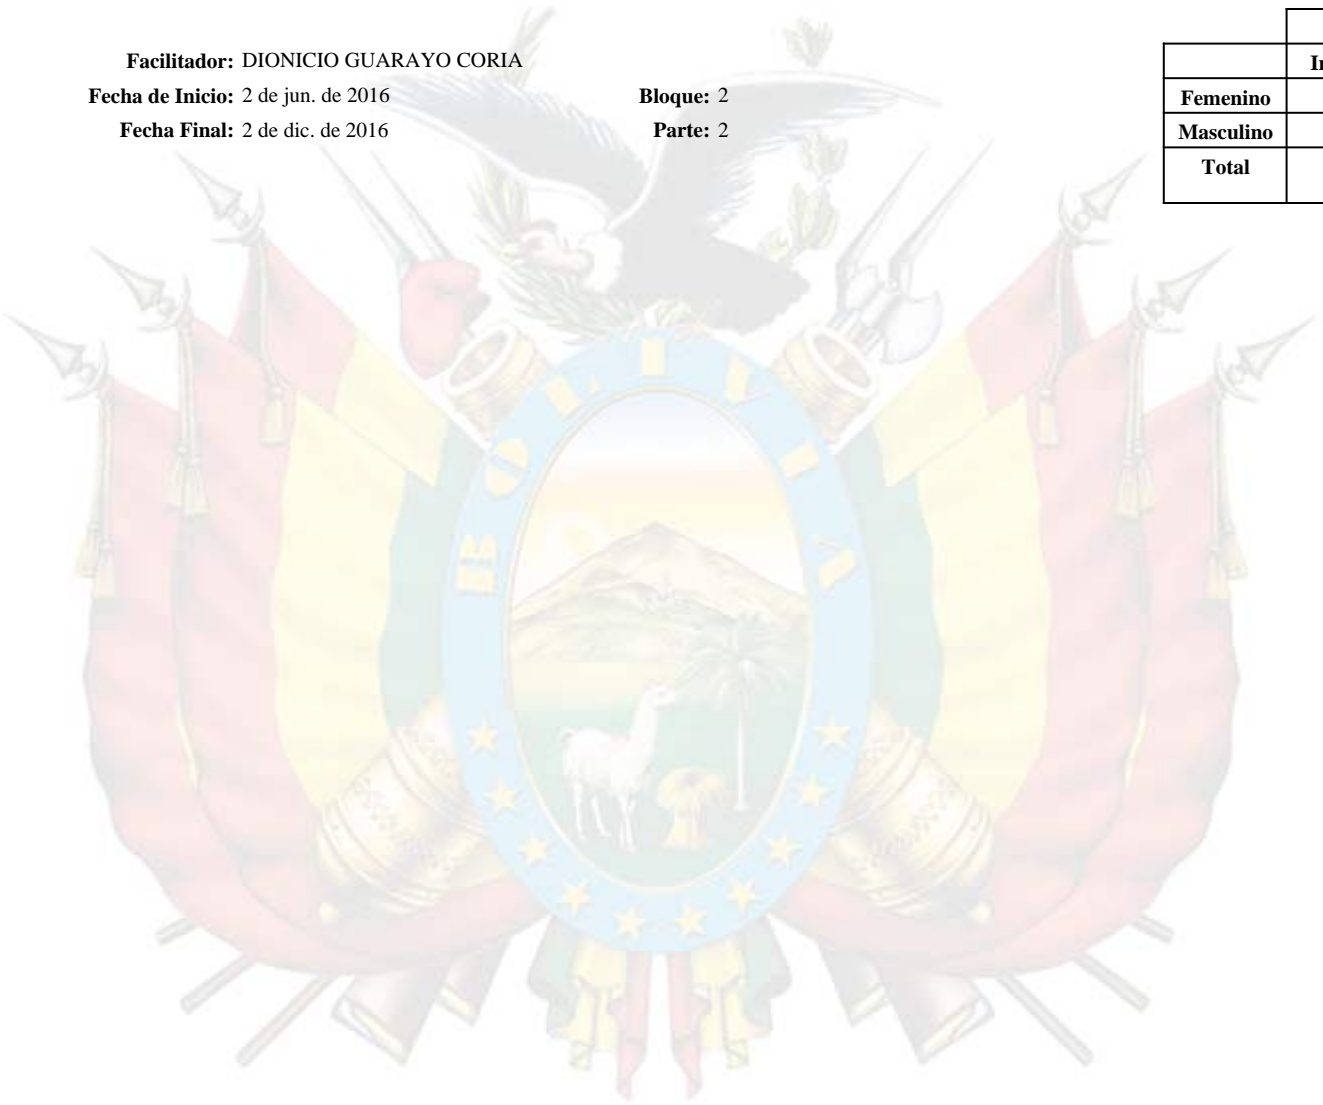 Facilitador: DIONICIO GUARAYO CORIA
Fecha de Inicio: 2 de jun. de 2016 Bloque: 2
Fecha Final: 2 de dic. de 2016 Parte: 2
Femenino
Masculino
Total
BOLIVIA